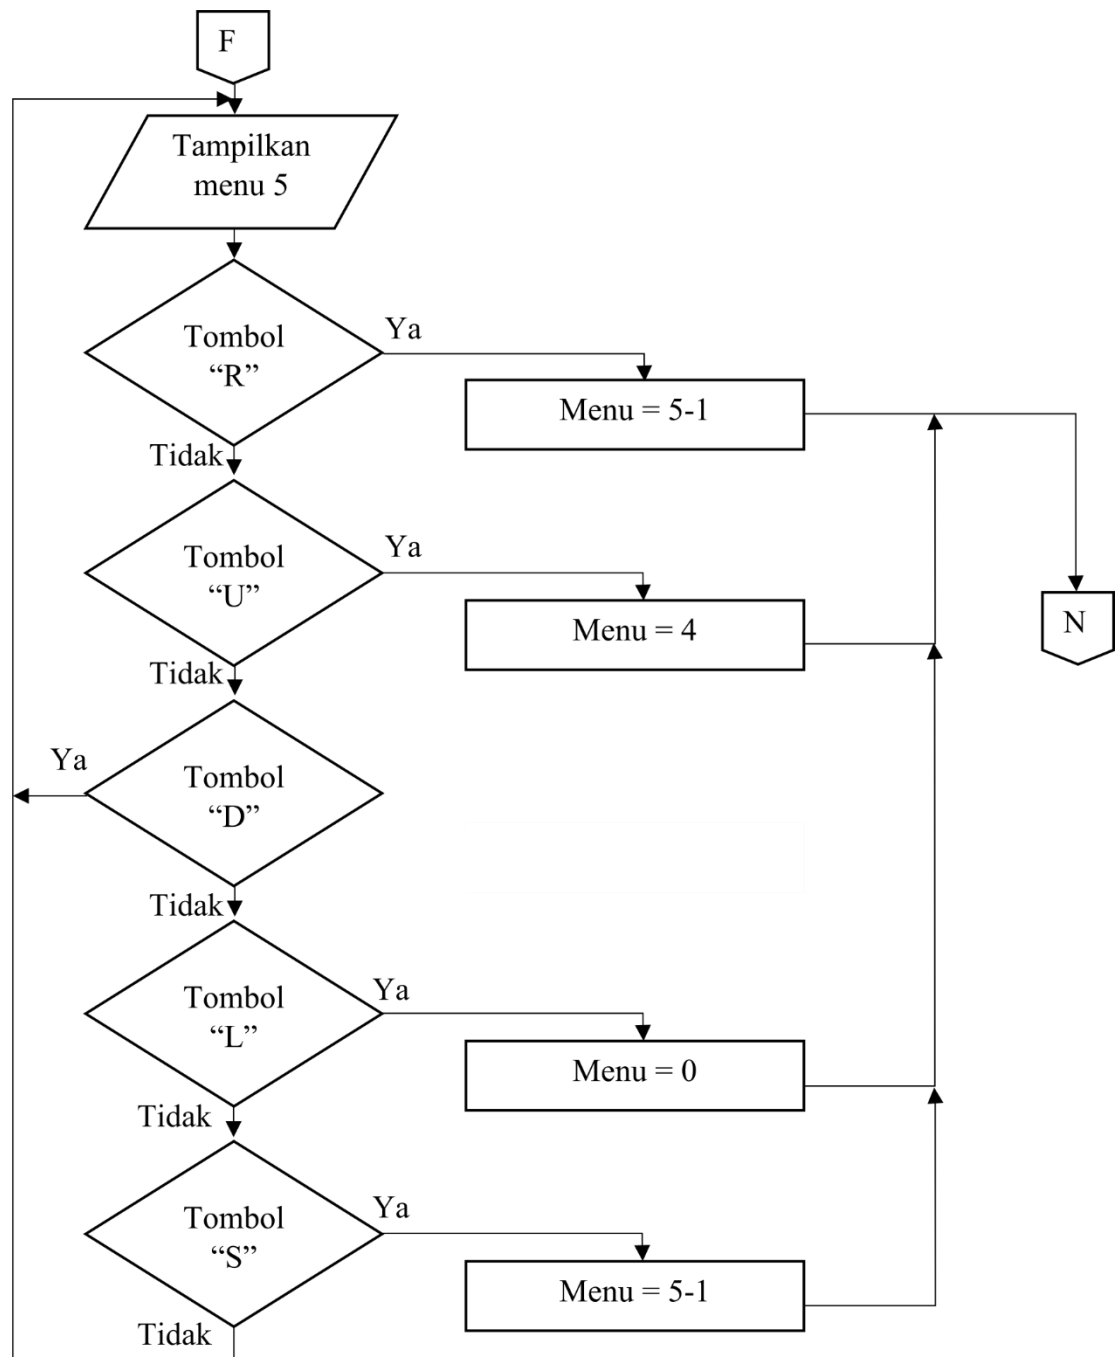 F
Tampilkan
menu 5
Tombol
“R”
Ya
Menu = 5-1
Tidak
Tombol
“U”
Ya
Menu = 4
N
Tidak
Tombol
“D”
Ya
Tidak
Tombol
“L”
Ya
Menu = 0
Tidak
Tombol
“S”
Ya
Menu = 5-1
Tidak